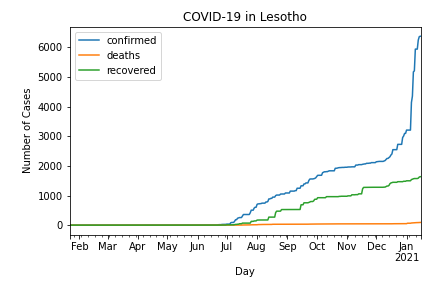 COVID-19 in Lesotho
confirmed
deaths
recovered
Number of Cases
6000
5000
4000
3000
2000
1000
0
Feb Mar Apr May Jun Jul Aug Sep Oct Nov Dec Jan
2021
Day